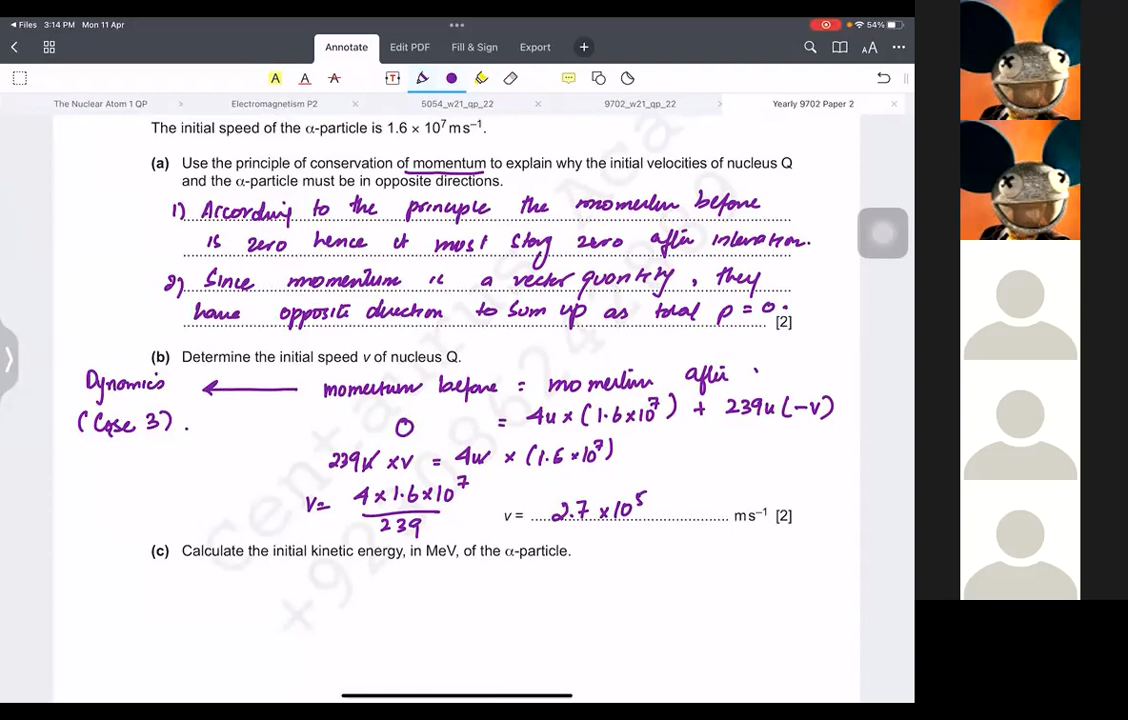 Files 3:14 PM Mon 11 Apr
54%
Annotate Edit PDF Fill & Sign Export
The Nuclear Atom 1 QP Electromagnetism P2 5054_w21_qp_22 9702_w21_qp_22 Yearly 9702 Paper 2
The initial speed of the α-particle is 1.6 × 10⁷ m s⁻¹.
(a) Use the principle of conservation of momentum to explain why the initial velocities of nucleus Q
and the α-particle must be in opposite directions.
1) According to the principle the momentum before
is zero hence it must stay zero after interation.
2) Since momentum is a vector quantity, they
have opposite direction to sum up as total p = 0. [2]
(b) Determine the initial speed v of nucleus Q.
Dynamics ← momentum before = momentum after
(Case 3). 0 = 4u × (1.6×10⁷) + 239u(-v)
239u × v = 4u × (1.6×10⁷)
v = 4×1.6×10⁷ / 239
v = 2.7 ×10⁵ m s⁻¹ [2]
(c) Calculate the initial kinetic energy, in MeV, of the α-particle.